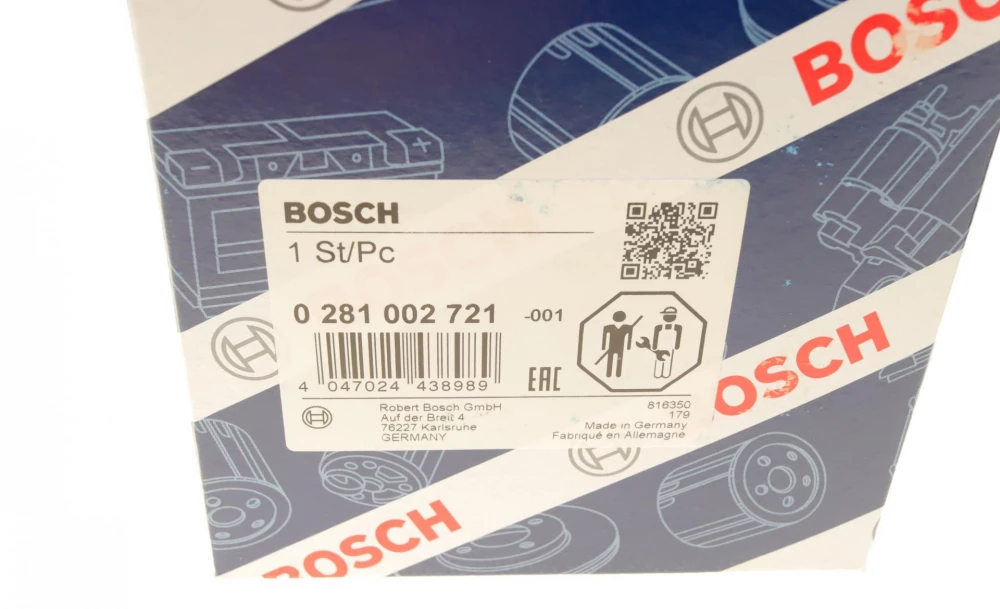 BOSCH
BOSCH
1 St/Pc
0 281 002 721 -001
4 047024 438989
EAC
Robert Bosch GmbH
Auf der Breit 4
76227 Karlsruhe
GERMANY
816350
179
Made in Germany
Fabriqué en Allemagne
BOSCH
BOSCH